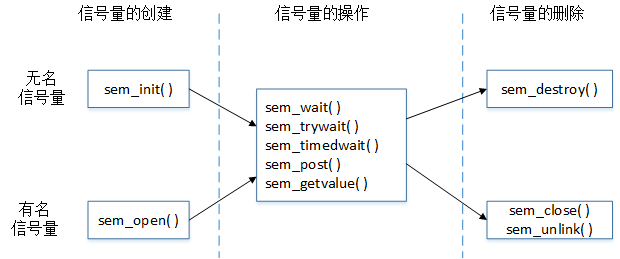 信号量的创建
信号量的操作
信号量的删除
无名
信号量
sem_init( )
sem_wait( )
sem_trywait( )
sem_timedwait( )
sem_post( )
sem_getvalue( )
sem_destroy( )
有名
信号量
sem_open( )
sem_close( )
sem_unlink( )